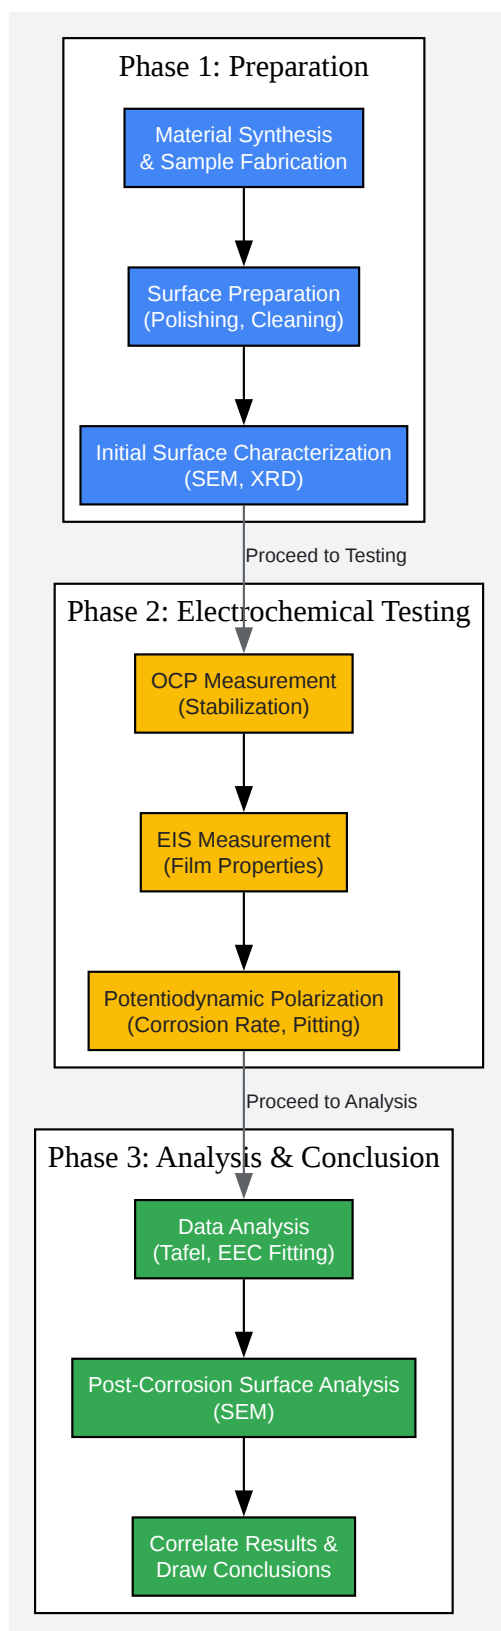 Phase 1: Preparation
Material Synthesis
& Sample Fabrication
Surface Preparation
(Polishing, Cleaning)
Initial Surface Characterization
(SEM, XRD)
Proceed to Testing
Phase 2: Electrochemical Testing
OCP Measurement
(Stabilization)
EIS Measurement
(Film Properties)
Potentiodynamic Polarization
(Corrosion Rate, Pitting)
Proceed to Analysis
Phase 3: Analysis & Conclusion
Data Analysis
(Tafel, EEC Fitting)
Post-Corrosion Surface Analysis
(SEM)
Correlate Results &
Draw Conclusions